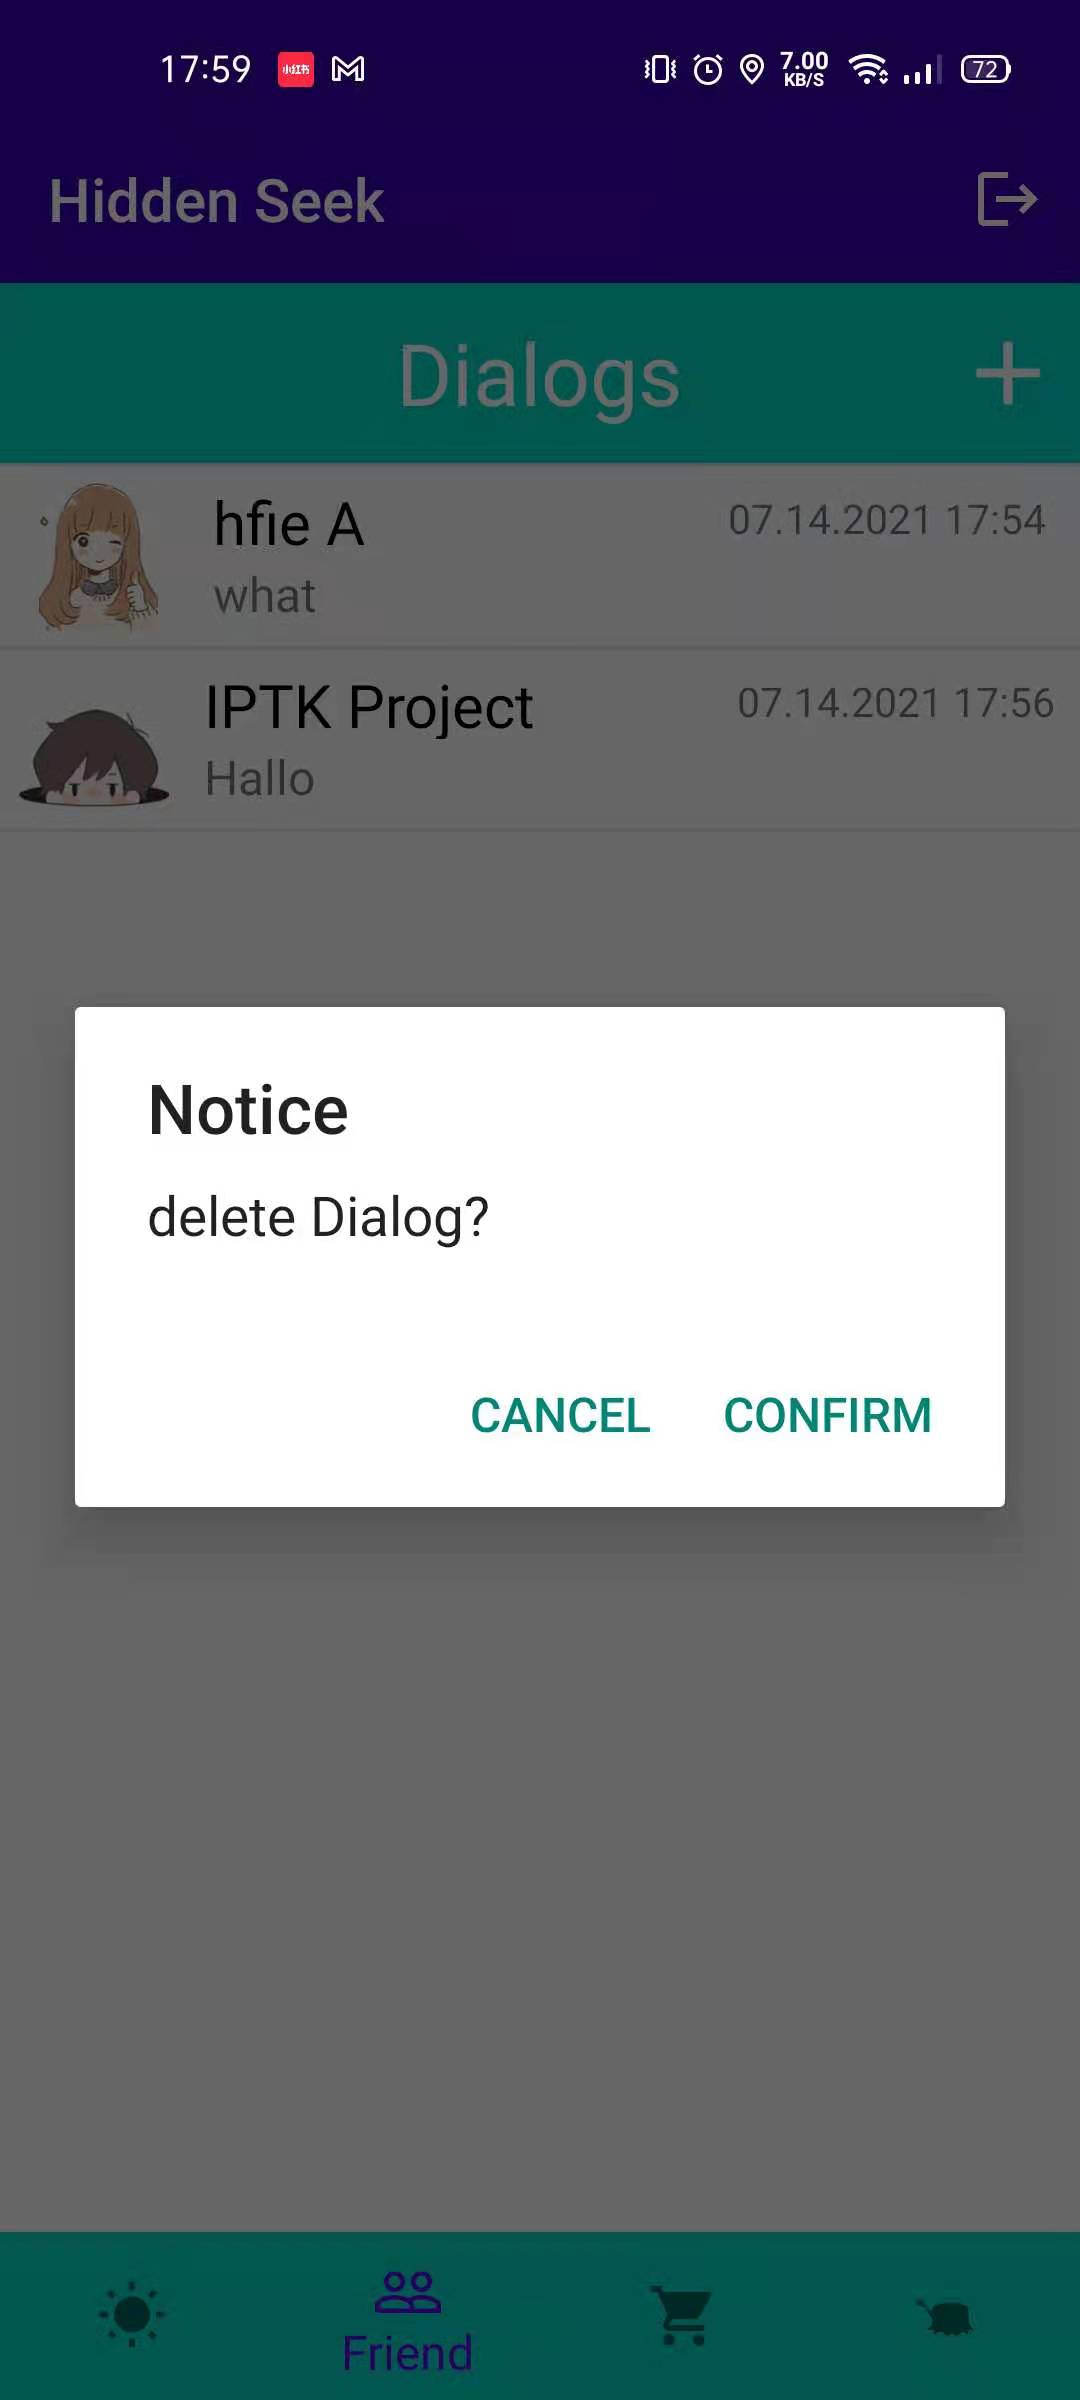 17:59 小红书 7.00 KB/S 72
Hidden Seek
Dialogs
hfie A 07.14.2021 17:54
what
IPTK Project 07.14.2021 17:56
Hallo
Notice
delete Dialog?
CANCEL CONFIRM
Friend